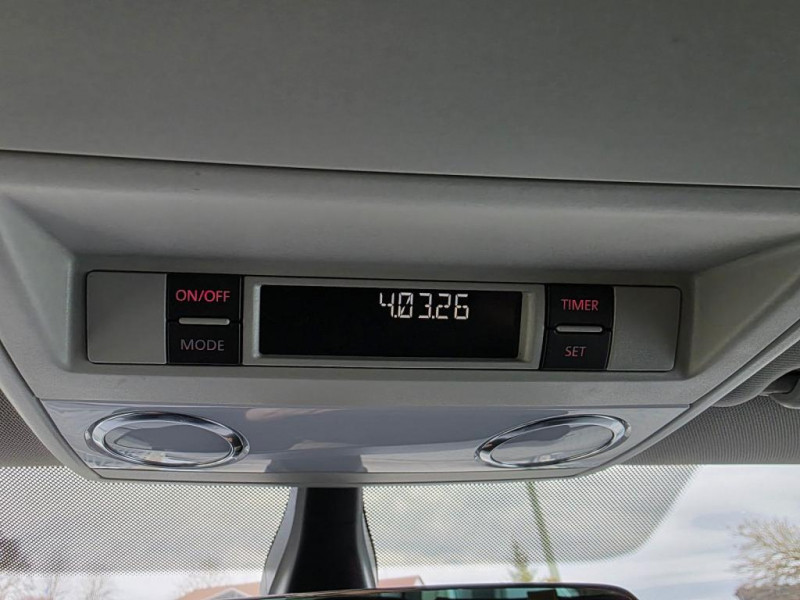 ON/OFF
MODE
4.03.26
TIMER
SET